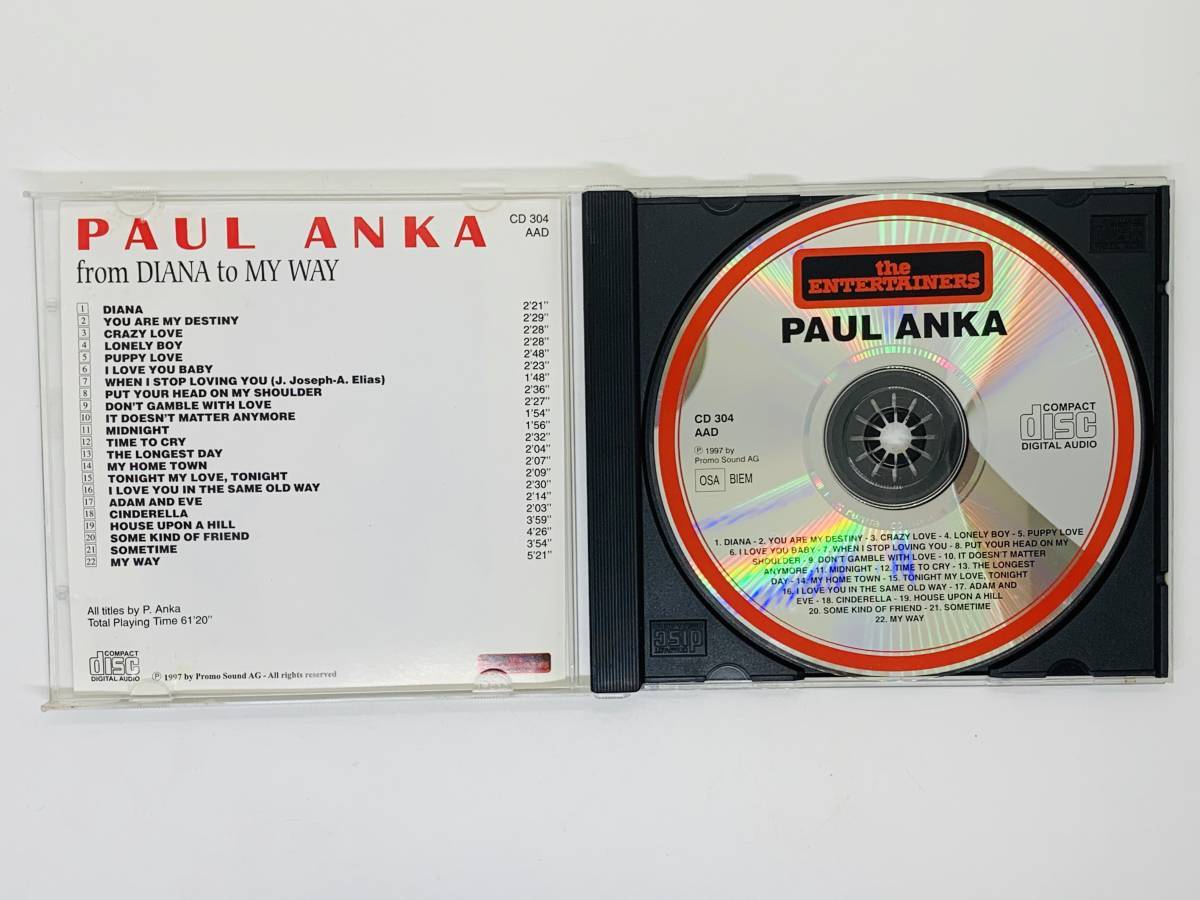 PAUL ANKA
CD 304
AAD
from DIANA to MY WAY
1 DIANA 2'21"
2 YOU ARE MY DESTINY 2'29"
3 CRAZY LOVE 2'28"
4 LONELY BOY 2'28"
5 PUPPY LOVE 2'48"
6 I LOVE YOU BABY 2'23"
7 WHEN I STOP LOVING YOU (J. Joseph-A. Elias) 1'48"
8 PUT YOUR HEAD ON MY SHOULDER 2'36"
9 DON'T GAMBLE WITH LOVE 2'27"
10 IT DOESN'T MATTER ANYMORE 1'54"
11 MIDNIGHT 1'56"
12 TIME TO CRY 2'32"
13 THE LONGEST DAY 2'04"
14 MY HOME TOWN 2'07"
15 TONIGHT MY LOVE, TONIGHT 2'09"
16 I LOVE YOU IN THE SAME OLD WAY 2'30"
17 ADAM AND EVE 2'14"
18 CINDERELLA 2'03"
19 HOUSE UPON A HILL 3'59"
20 SOME KIND OF FRIEND 4'26"
21 SOMETIME 3'54"
22 MY WAY 5'21"
All titles by P. Anka
Total Playing Time 61'20"
COMPACT
disc
DIGITAL AUDIO
℗ 1997 by Promo Sound AG - All rights reserved
the
ENTERTAINERS
PAUL ANKA
CD 304
AAD
℗ 1997 by
Promo Sound AG
OSA BIEM
COMPACT
disc
DIGITAL AUDIO
1. DIANA - 2. YOU ARE MY DESTINY - 3. CRAZY LOVE - 4. LONELY BOY - 5. PUPPY LOVE
6. I LOVE YOU BABY - 7. WHEN I STOP LOVING YOU - 8. PUT YOUR HEAD ON MY
SHOULDER - 9. DON'T GAMBLE WITH LOVE - 10. IT DOESN'T MATTER
ANYMORE - 11. MIDNIGHT - 12. TIME TO CRY - 13. THE LONGEST
DAY - 14. MY HOME TOWN - 15. TONIGHT MY LOVE, TONIGHT
16. I LOVE YOU IN THE SAME OLD WAY - 17. ADAM AND
EVE - 18. CINDERELLA - 19. HOUSE UPON A HILL
20. SOME KIND OF FRIEND - 21. SOMETIME
22. MY WAY
disc